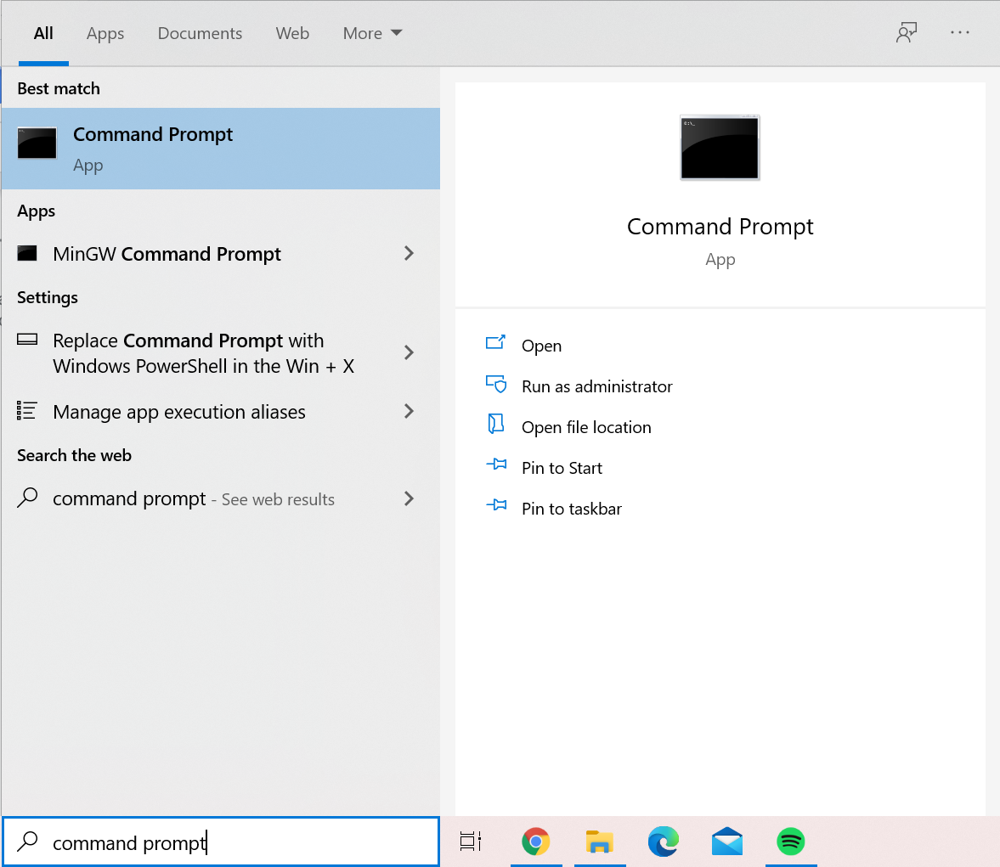 All Apps Documents Web More
Best match
Command Prompt
App
Apps
MinGW Command Prompt
Settings
Replace Command Prompt with
Windows PowerShell in the Win + X
Manage app execution aliases
Search the web
command prompt - See web results
C:\_
Command Prompt
App
Open
Run as administrator
Open file location
Pin to Start
Pin to taskbar
command prompt